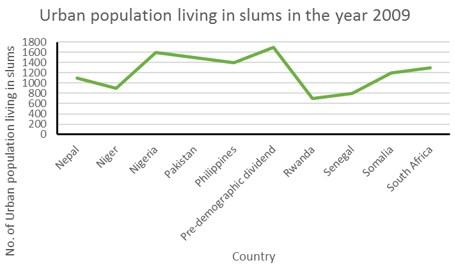 Urban population living in slums in the year 2009
No. of Urban population living in slums
1800
1600
1400
1200
1000
800
600
400
200
0
Nepal
Niger
Nigeria
Pakistan
Philippines
Pre-demographic dividend
Rwanda
Senegal
Somalia
South Africa
Country